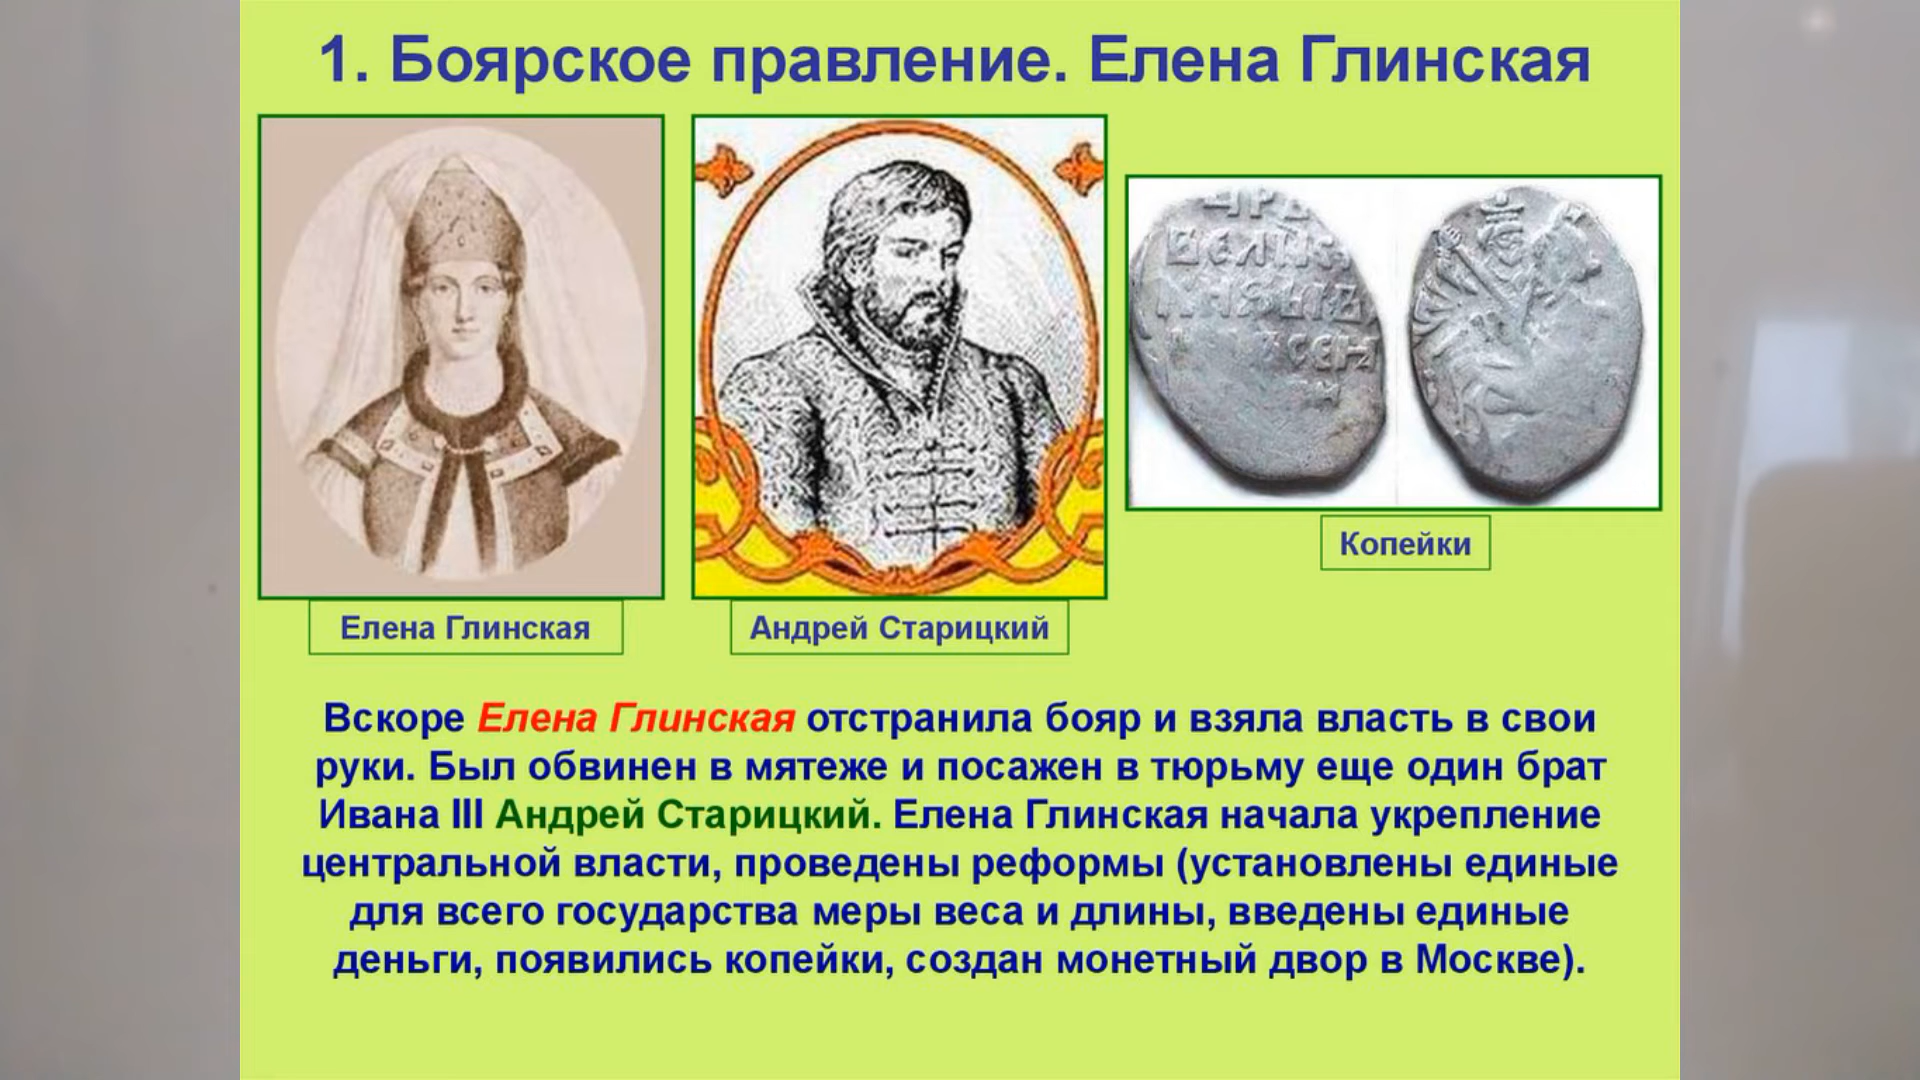 1. Боярское правление. Елена Глинская
ВЕЛІК
КНѦЗЬ
Копейки
Елена Глинская
Андрей Старицкий
Вскоре Елена Глинская отстранила бояр и взяла власть в свои
руки. Был обвинен в мятеже и посажен в тюрьму еще один брат
Ивана III Андрей Старицкий. Елена Глинская начала укрепление
центральной власти, проведены реформы (установлены единые
для всего государства меры веса и длины, введены единые
деньги, появились копейки, создан монетный двор в Москве).